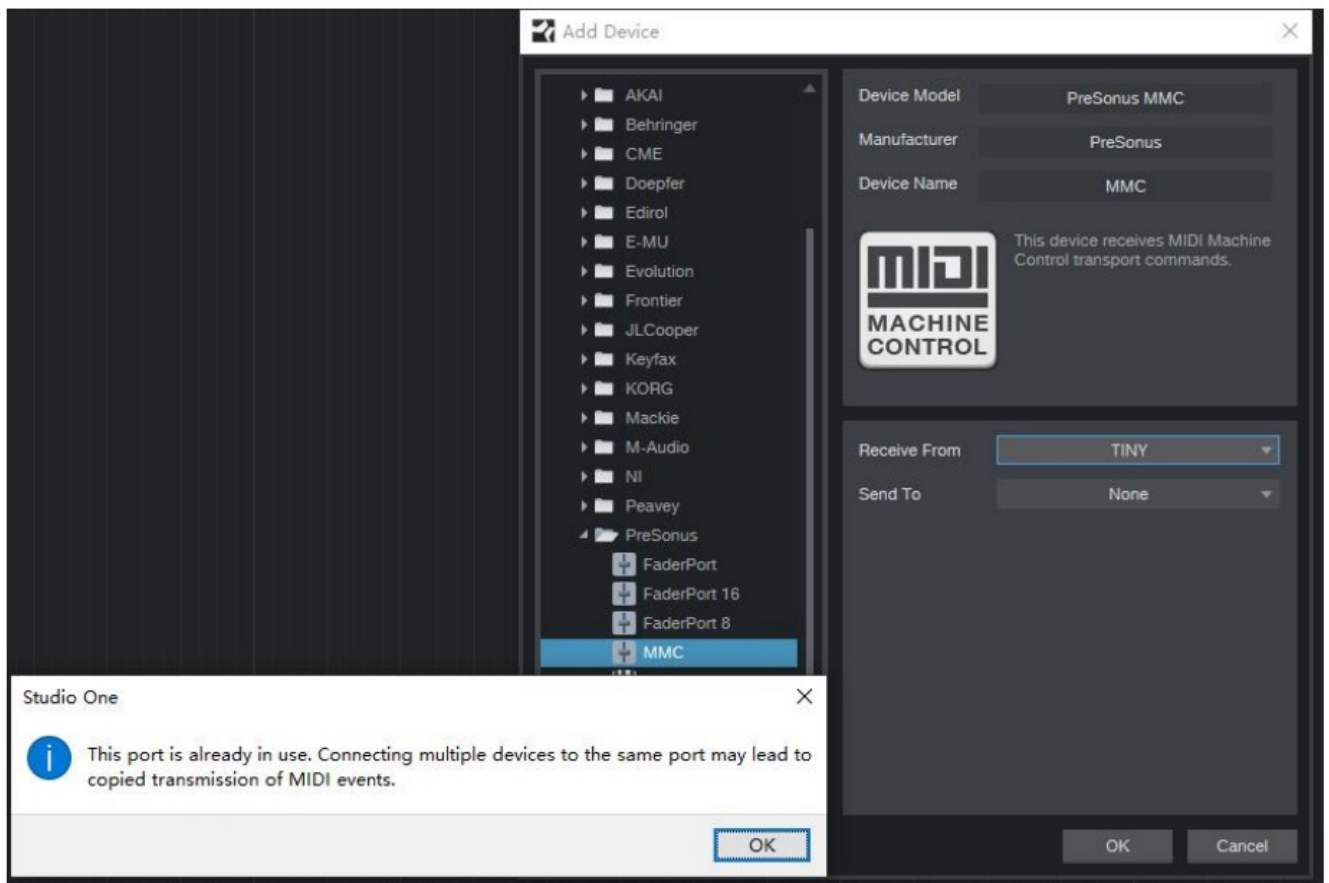 Add Device
AKAI
Behringer
CME
Doepfer
Edirol
E-MU
Evolution
Frontier
JLCooper
Keyfax
KORG
Mackie
M-Audio
NI
Peavey
PreSonus
FaderPort
FaderPort 16
FaderPort 8
MMC
Device Model PreSonus MMC
Manufacturer PreSonus
Device Name MMC
MIDI
MACHINE
CONTROL
This device receives MIDI Machine
Control transport commands.
Receive From TINY
Send To None
OK Cancel
Studio One
This port is already in use. Connecting multiple devices to the same port may lead to
copied transmission of MIDI events.
OK